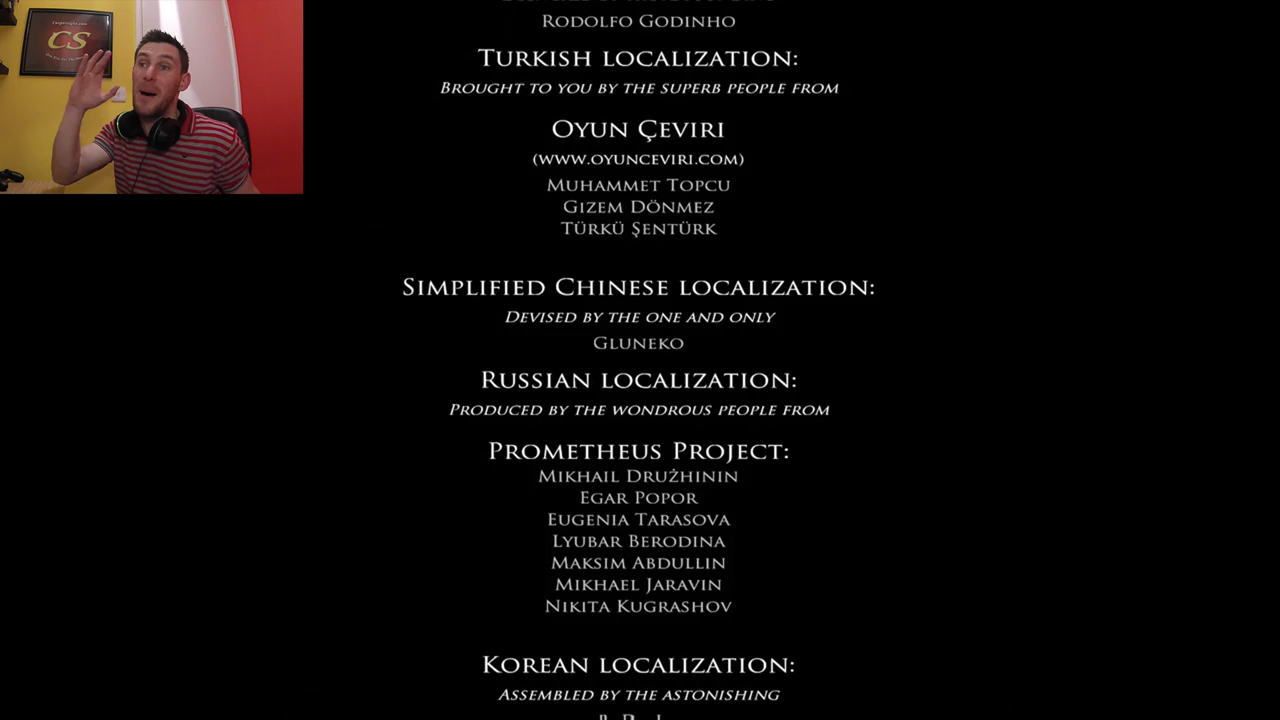 CS
RODOLFO GODINHO
TURKISH LOCALIZATION:
BROUGHT TO YOU BY THE SUPERB PEOPLE FROM
OYUN ÇEVIRI
(WWW.OYUNCEVIRI.COM)
MUHAMMET TOPCU
GIZEM DÖNMEZ
TÜRKÜ ŞENTÜRK
SIMPLIFIED CHINESE LOCALIZATION:
DEVISED BY THE ONE AND ONLY
GLUNEKO
RUSSIAN LOCALIZATION:
PRODUCED BY THE WONDROUS PEOPLE FROM
PROMETHEUS PROJECT:
MIKHAIL DRUŻHININ
EGAR POPOR
EUGENIA TARASOVA
LYUBAR BERODINA
MAKSIM ABDULLIN
MIKHAEL JARAVIN
NIKITA KUGRASHOV
KOREAN LOCALIZATION:
ASSEMBLED BY THE ASTONISHING